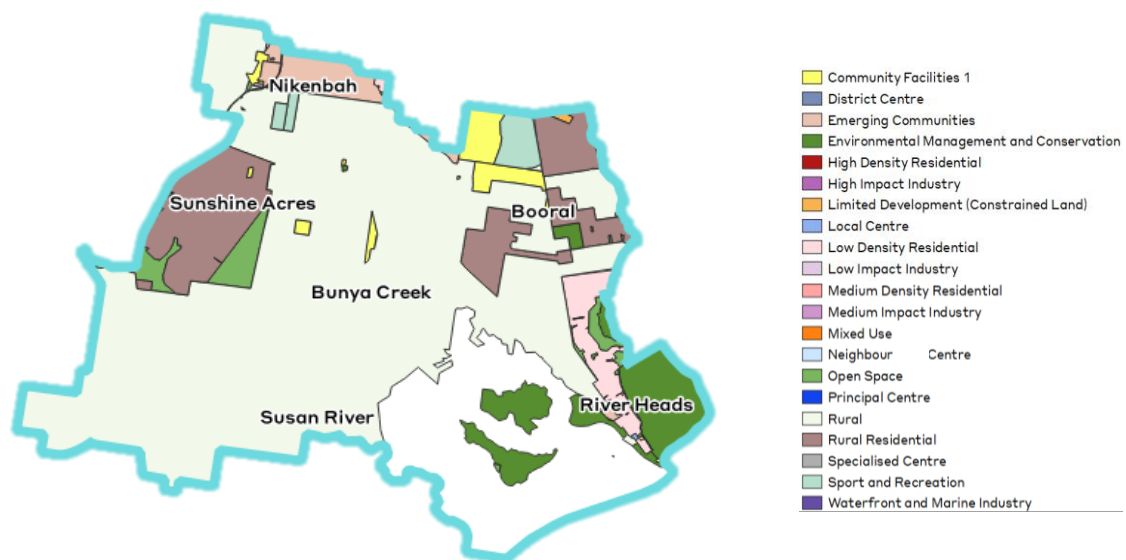 Nikenbah
Sunshine Acres
Booral
Bunya Creek
Susan River
River Heads
Community Facilities 1
District Centre
Emerging Communities
Environmental Management and Conservation
High Density Residential
High Impact Industry
Limited Development (Constrained Land)
Local Centre
Low Density Residential
Low Impact Industry
Medium Density Residential
Medium Impact Industry
Mixed Use
Neighbour Centre
Open Space
Principal Centre
Rural
Rural Residential
Specialised Centre
Sport and Recreation
Waterfront and Marine Industry